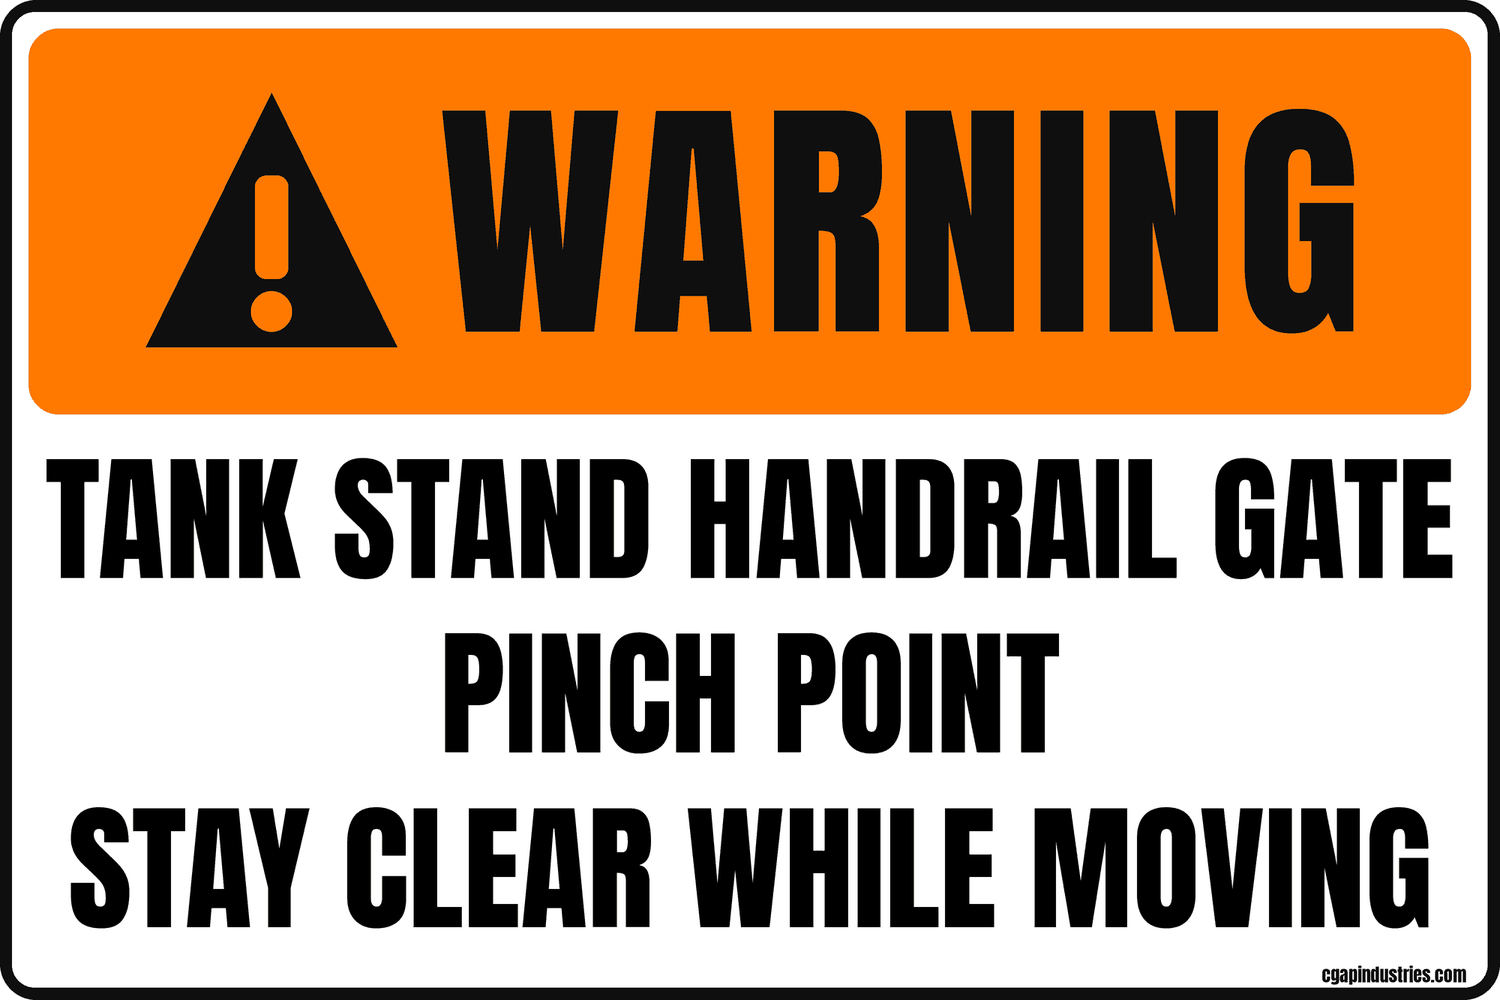 WARNING
TANK STAND HANDRAIL GATE
PINCH POINT
STAY CLEAR WHILE MOVING
cgapindustries.com